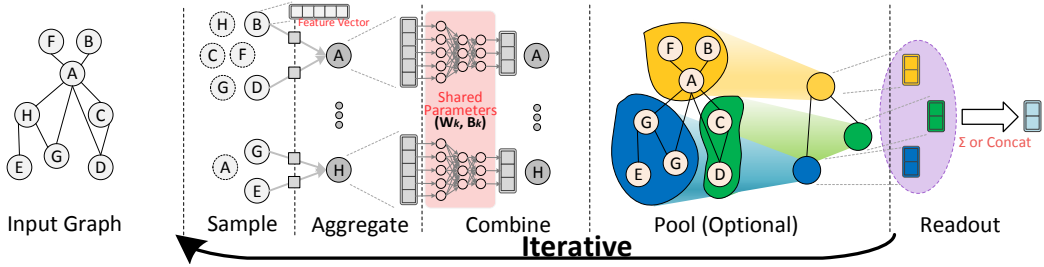 F B
A
H C
E G D
Input Graph
H B
C F
G D
A G
E
Feature Vector
A
H
Sample
Aggregate
Shared
Parameters
(Wk, Bk)
A
H
Combine
F B
A
G C
E G D
Pool (Optional)
Σ or Concat
Readout
Iterative